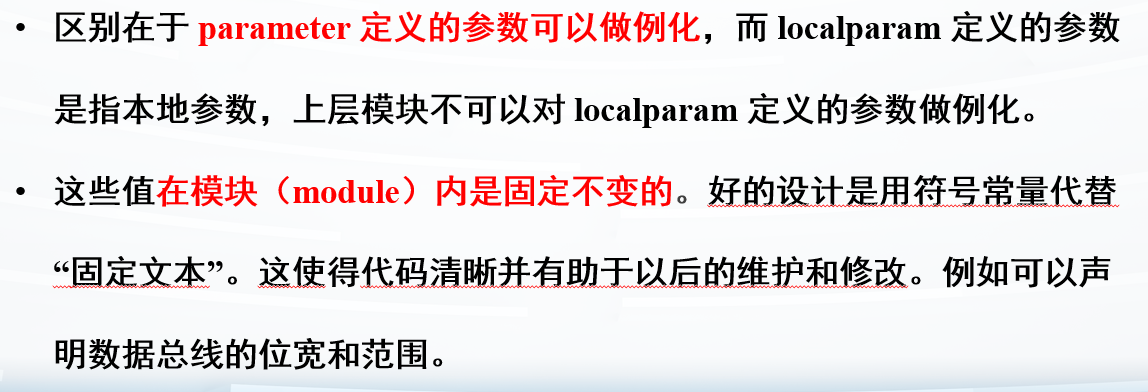 • 区别在于 parameter 定义的参数可以做例化，而 localparam 定义的参数
是指本地参数，上层模块不可以对 localparam 定义的参数做例化。
• 这些值在模块（module）内是固定不变的。好的设计是用符号常量代替
“固定文本”。这使得代码清晰并有助于以后的维护和修改。例如可以声
明数据总线的位宽和范围。